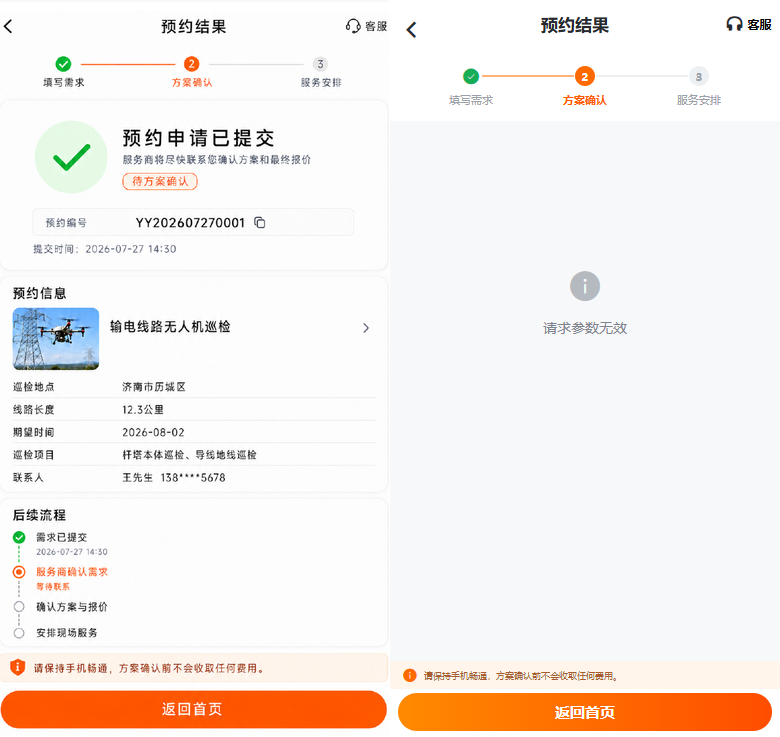 预约结果
客服
2
3
填写需求
方案确认
服务安排
预约申请已提交
服务商将尽快联系您确认方案和最终报价
待方案确认
预约编号
YY202607270001
提交时间：2026-07-27 14:30
预约信息
输电线路无人机巡检
巡检地点
济南市历城区
线路长度
12.3公里
期望时间
2026-08-02
巡检项目
杆塔本体巡检、导线地线巡检
联系人
王先生 138****5678
后续流程
需求已提交
2026-07-27 14:30
服务商确认需求
等待联系
确认方案与报价
安排现场服务
请保持手机畅通，方案确认前不会收取任何费用。
返回首页
预约结果
客服
2
3
填写需求
方案确认
服务安排
请求参数无效
请保持手机畅通，方案确认前不会收取任何费用。
返回首页